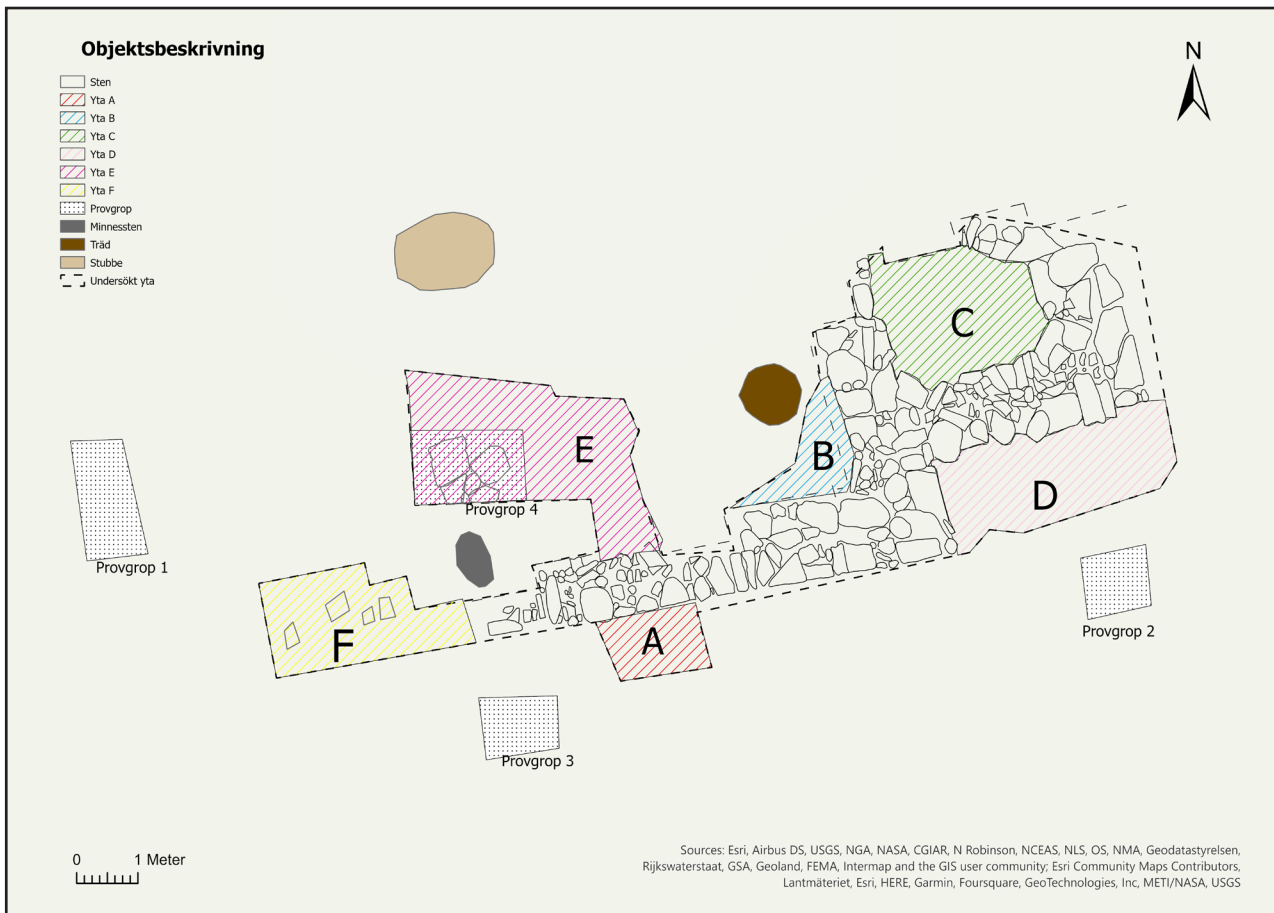 Objektsbeskrivning
Sten
Yta A
Yta B
Yta C
Yta D
Yta E
Yta F
Provgrop
Minnessten
Träd
Stubbe
Undersökt yta
N
C
B
E
D
Provgrop 4
Provgrop 1
F
A
Provgrop 2
Provgrop 3
0 1 Meter
Sources: Esri, Airbus DS, USGS, NGA, NASA, CGIAR, N Robinson, NCEAS, NLS, OS, NMA, Geodatastyrelsen,
Rijkswaterstaat, GSA, Geoland, FEMA, Intermap and the GIS user community; Esri Community Maps Contributors,
Lantmäteriet, Esri, HERE, Garmin, Foursquare, GeoTechnologies, Inc, METI/NASA, USGS